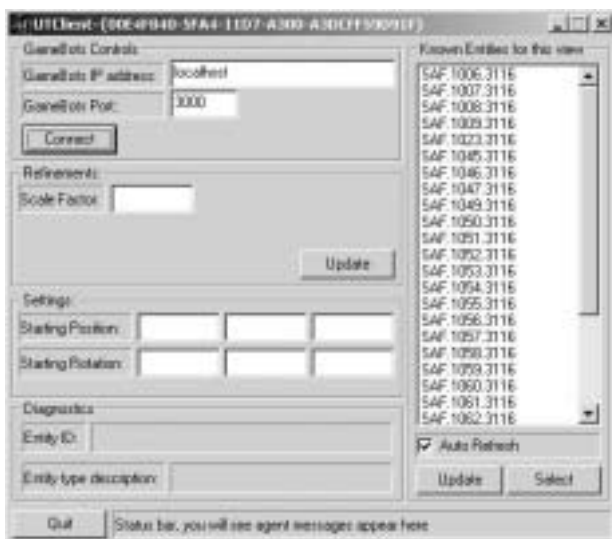 UTClient-{D0E4FB40-5FA4-11D7-A300-A3DCFF59D91F}
GameBots Controls
GameBots IP address: localhost
GameBots Port: 3000
Connect
Refinements:
Scale Factor:
Update
Settings:
Starting Position:
Starting Rotation:
Diagnostics
Entity ID:
Entity type description:
Quit
Status bar, you will see agent messages appear here
Known Entities for this view
SAF.1006.3116
SAF.1007.3116
SAF.1008.3116
SAF.1009.3116
SAF.1023.3116
SAF.1045.3116
SAF.1046.3116
SAF.1047.3116
SAF.1049.3116
SAF.1050.3116
SAF.1051.3116
SAF.1052.3116
SAF.1053.3116
SAF.1054.3116
SAF.1055.3116
SAF.1056.3116
SAF.1057.3116
SAF.1058.3116
SAF.1059.3116
SAF.1060.3116
SAF.1061.3116
SAF.1062.3116
Auto Refresh
Update
Select